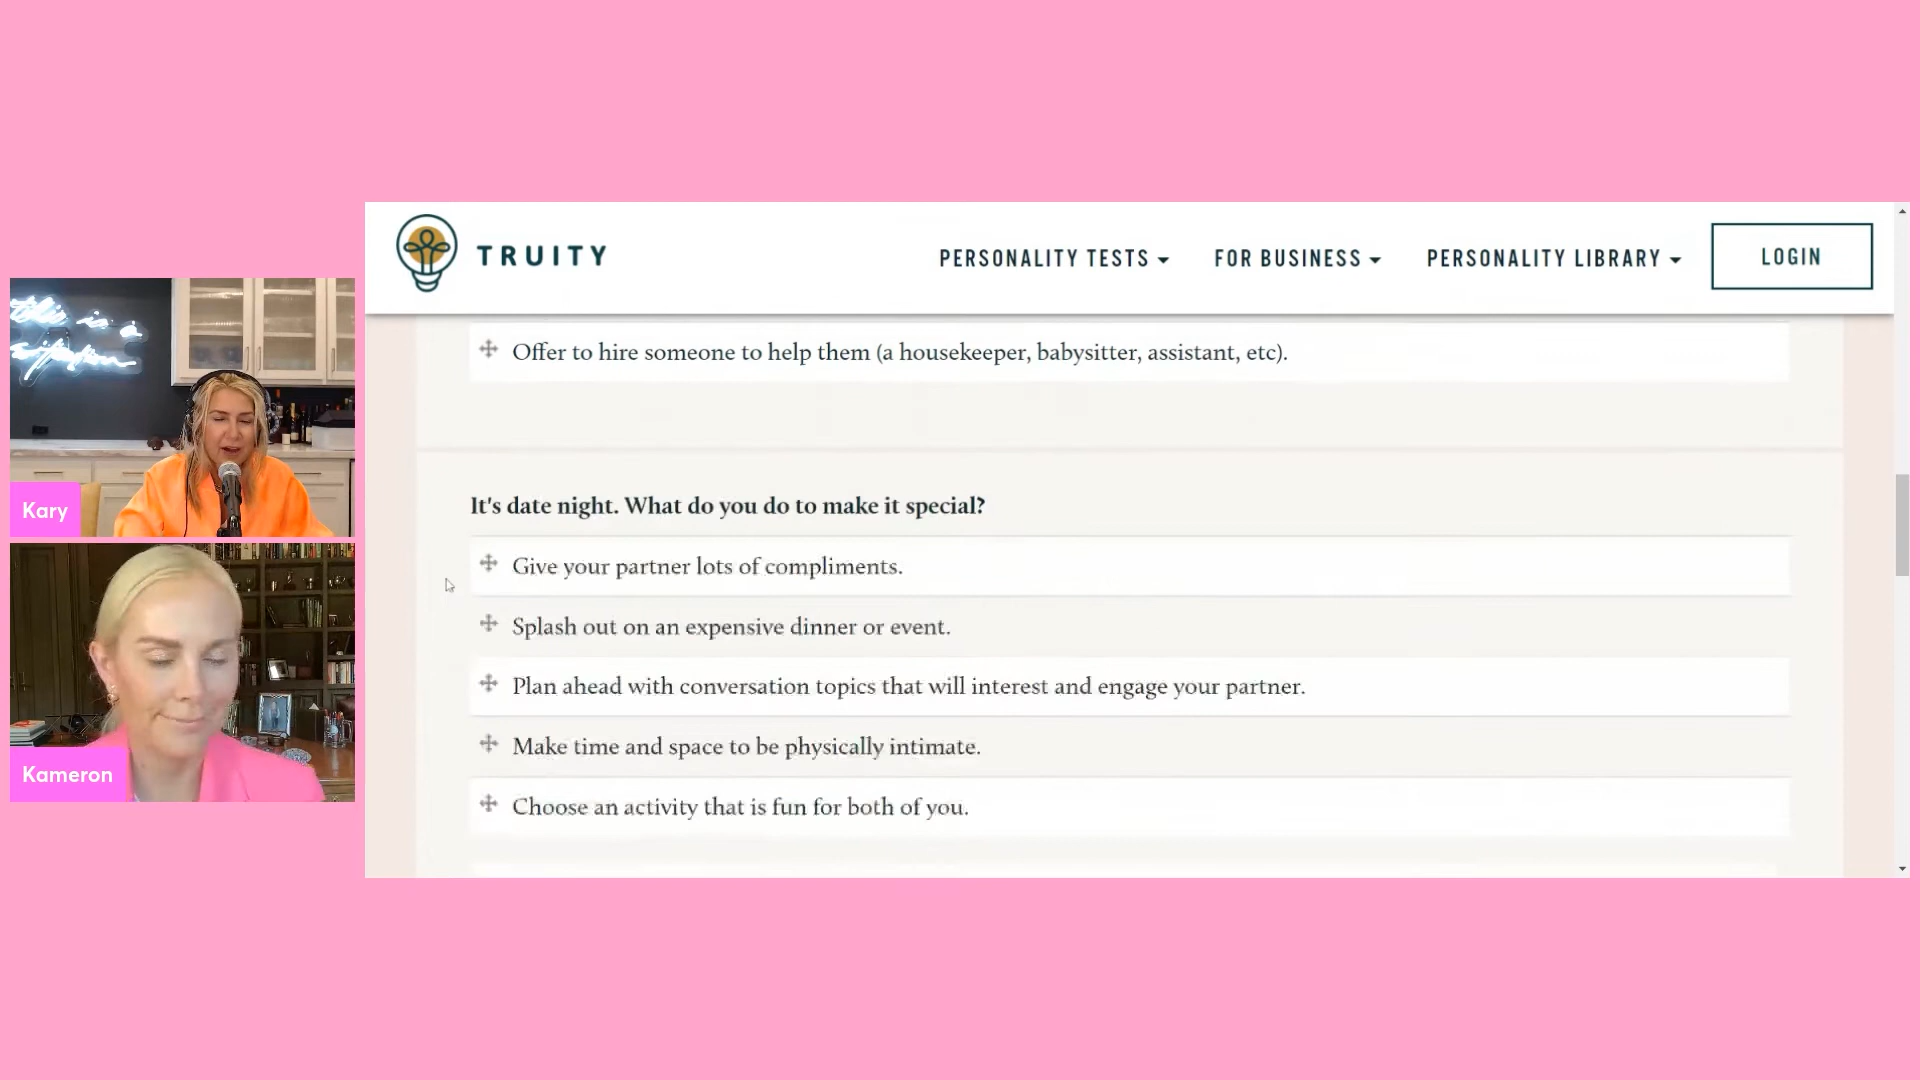 this is a
Kary
Kameron
TRUITY
PERSONALITY TESTS
FOR BUSINESS
PERSONALITY LIBRARY
LOGIN
Offer to hire someone to help them (a housekeeper, babysitter, assistant, etc).
It's date night. What do you do to make it special?
Give your partner lots of compliments.
Splash out on an expensive dinner or event.
Plan ahead with conversation topics that will interest and engage your partner.
Make time and space to be physically intimate.
Choose an activity that is fun for both of you.